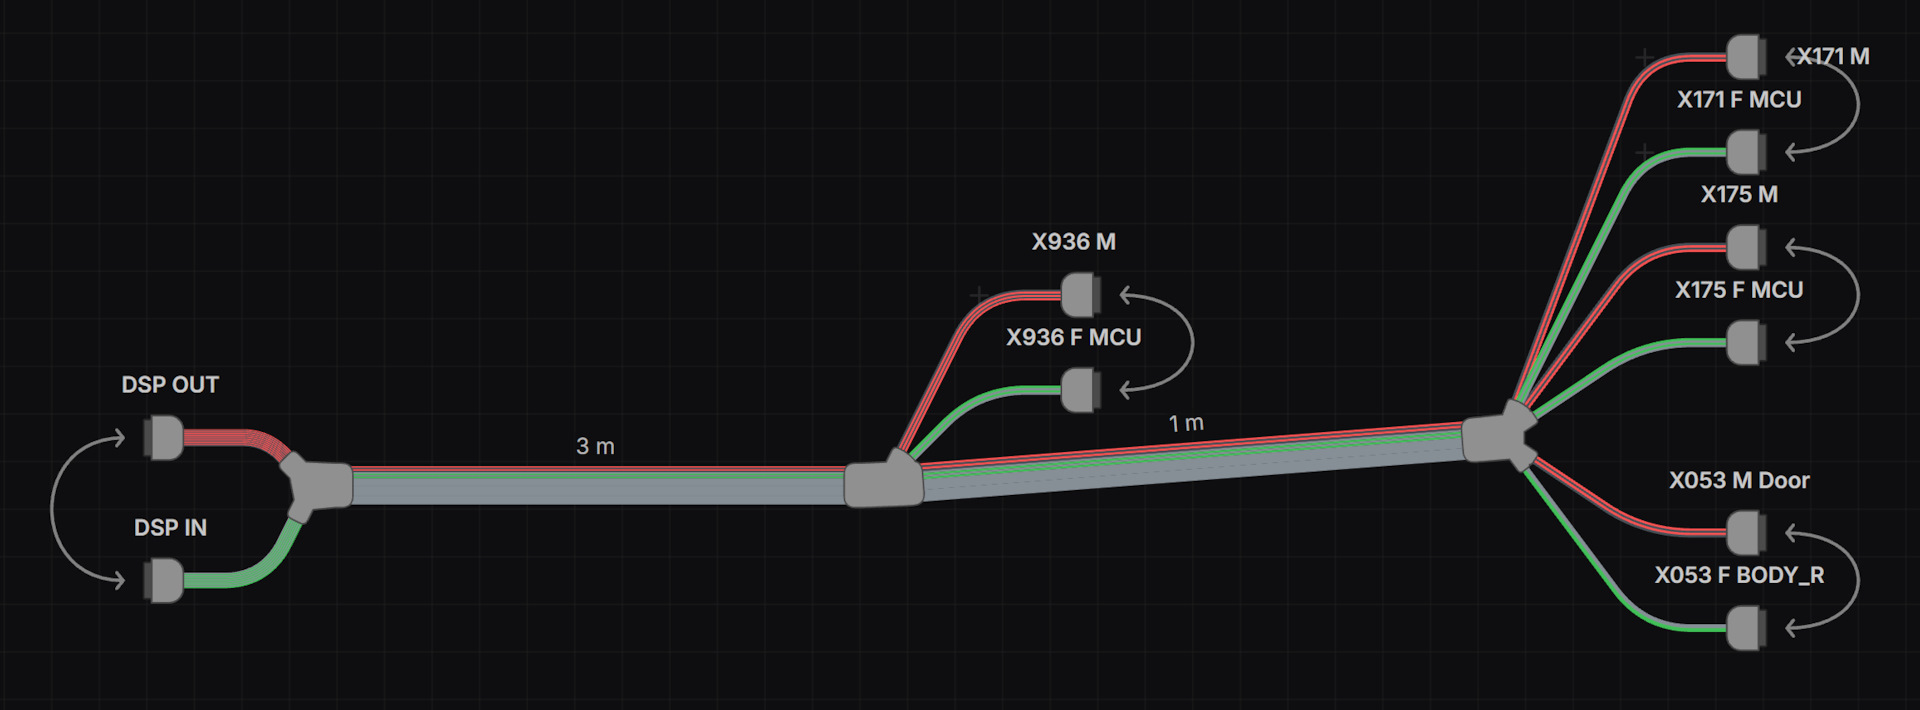 X171 M
X171 F MCU
X175 M
X936 M
X175 F MCU
X936 F MCU
DSP OUT
1 m
3 m
X053 M Door
DSP IN
X053 F BODY_R